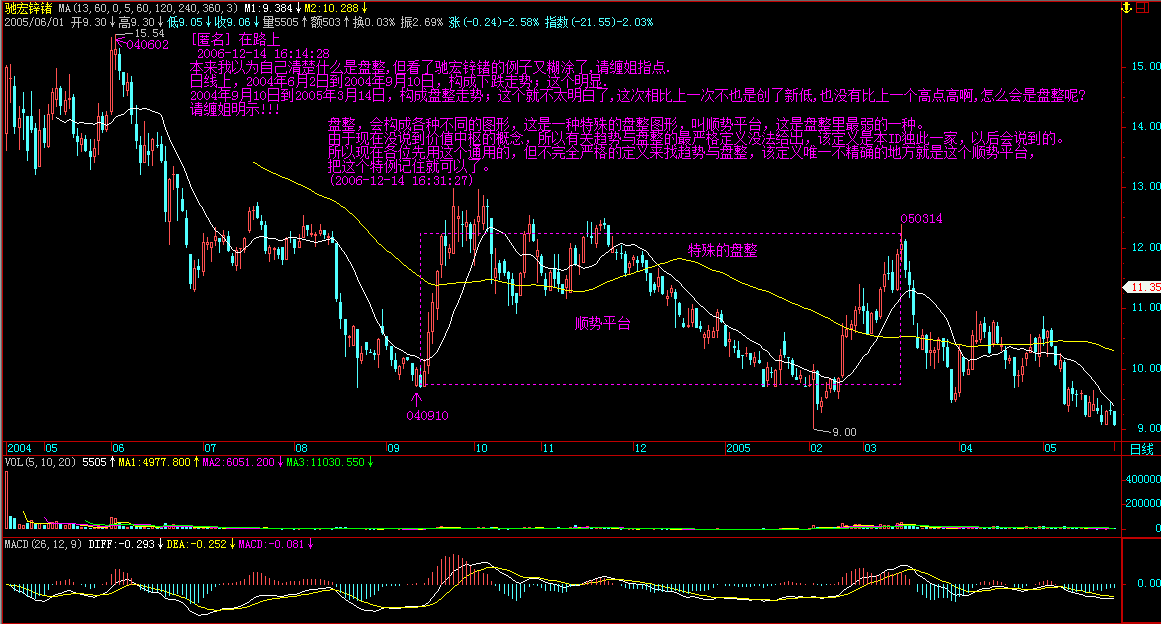 驰宏锌锗 MA(13,60,0,5,60,120,240,360,3) M1:9.384↓M2:10.288↓
2005/06/01 开9.30↓高9.30↓低9.05↓收9.06↓量5505↑额503↑换0.03% 振2.69% 涨(-0.24)-2.58% 指数(-21.55)-2.03%
15.54
040602
[匿名] 在路上
2006-12-14 16:14:28
本来我以为自己清楚什么是盘整,但看了驰宏锌锗的例子又糊涂了,请缠姐指点.
日线上，2004年6月2日到2004年9月10日，构成下跌走势；这个明显.
2004年9月10日到2005年3月14日，构成盘整走势；这个就不太明白了,这次相比上一次不也是创了新低,也没有比上一个高点高啊,怎么会是盘整呢?
请缠姐明示!!!
盘整，会构成各种不同的图形，这是一种特殊的盘整图形，叫顺势平台，这是盘整里最弱的一种。
由于现在没说到价值中枢的概念，所以有关趋势与盘整的最严格定义没法给出，该定义是本ID独此一家，以后会说到的。
所以现在各位先用这个通用的，但不完全严格的定义来找趋势与盘整，该定义唯一不精确的地方就是这个顺势平台，
把这个特例记住就可以了。
(2006-12-14 16:31:27)
15.00
14.00
13.00
050314
12.00
特殊的盘整
11.35
11.00
顺势平台
10.00
040910
9.00
9.00
2004 05 06 07 08 09 10 11 12 2005 02 03 04 05 日线
VOL(5,10,20) 5505↑MA1:4977.800↑MA2:6051.200↓MA3:11030.550↓
400000
200000
0
MACD(26,12,9) DIFF:-0.293↓DEA:-0.252↓MACD:-0.081↓
0.00